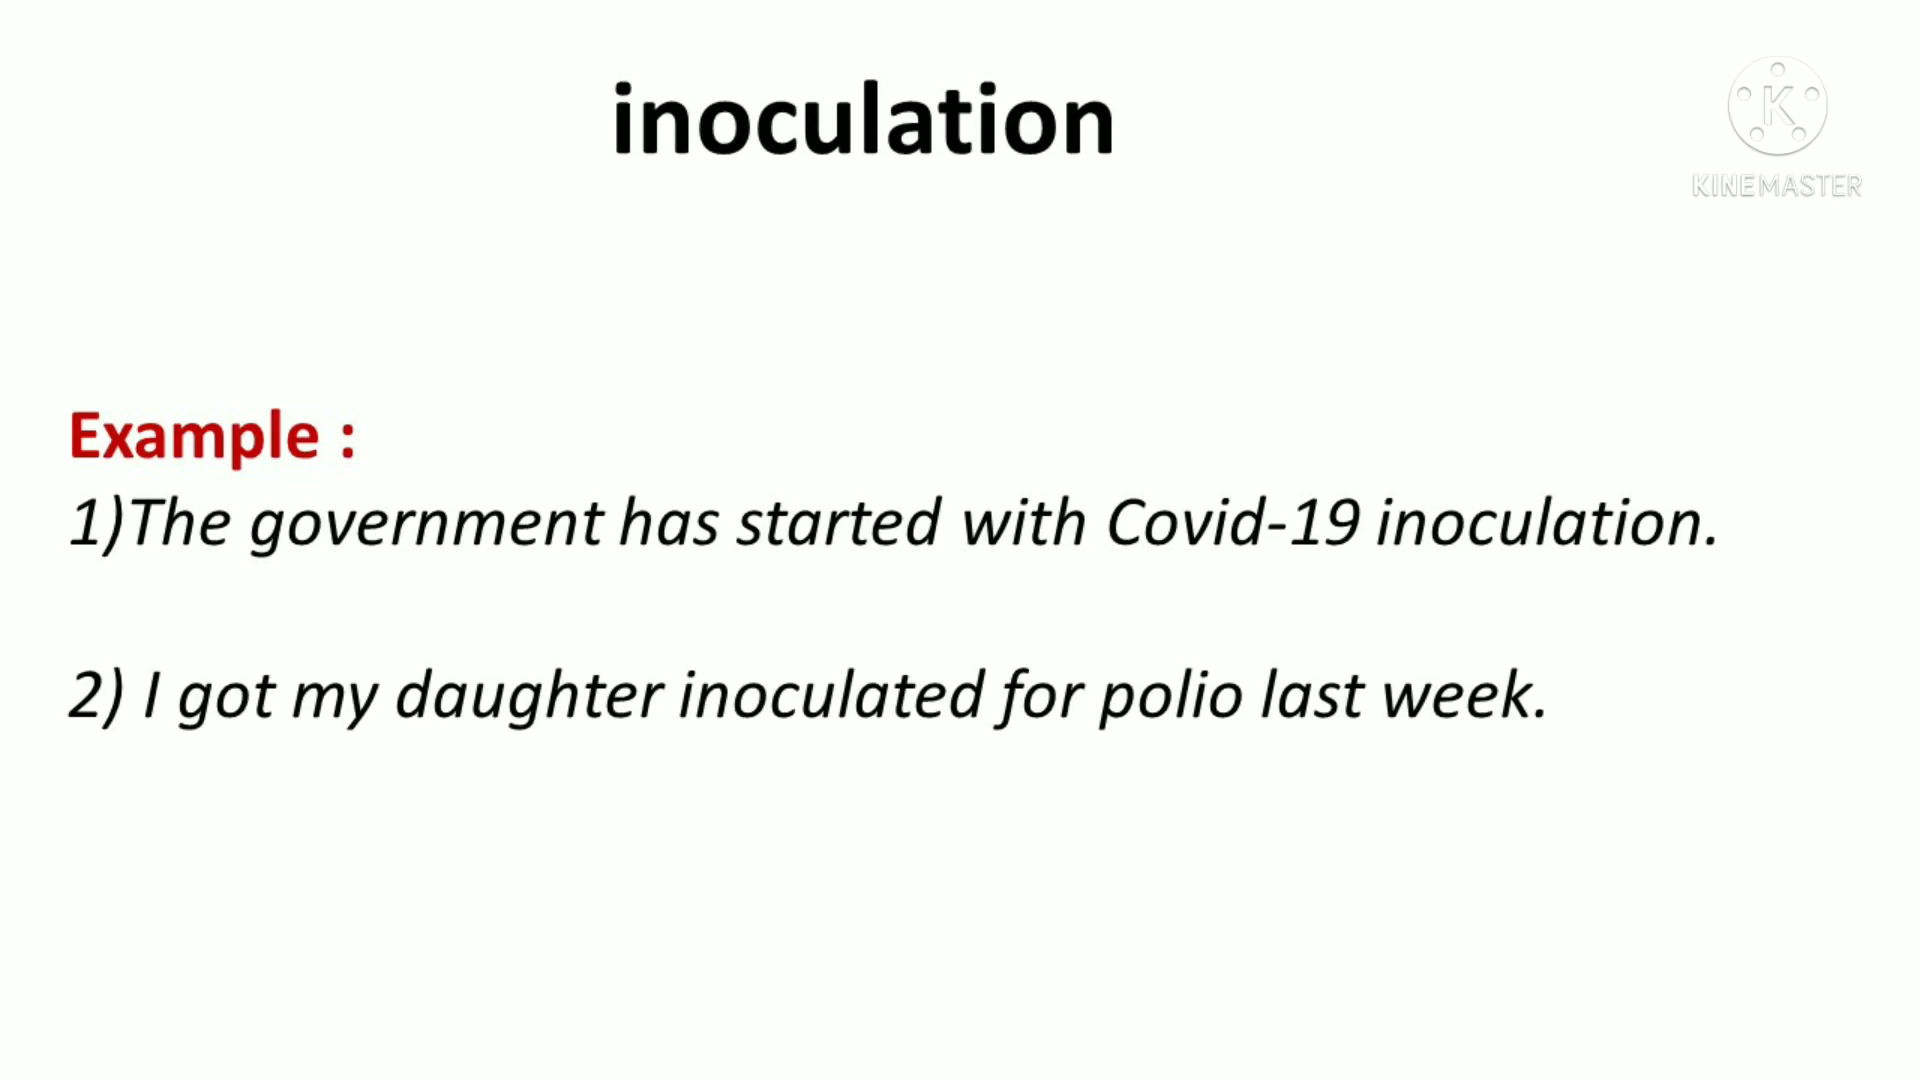 inoculation
K
KINEMASTER
Example :
1)The government has started with Covid-19 inoculation.
2) I got my daughter inoculated for polio last week.